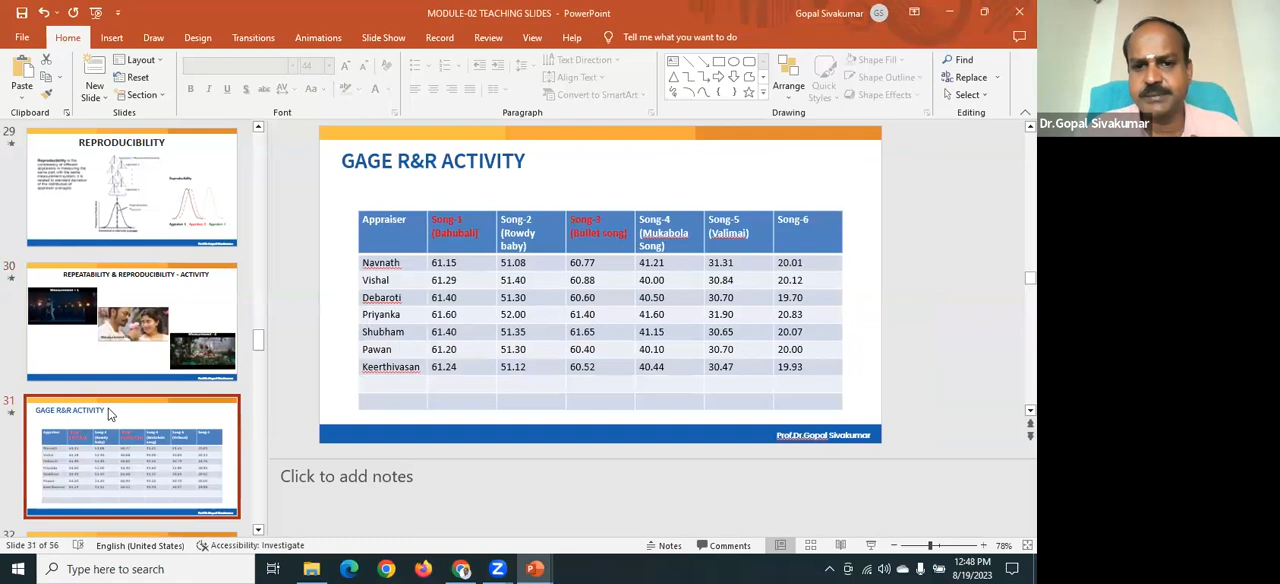 MODULE-02 TEACHING SLIDES - PowerPoint
Gopal Sivakumar
GS
File Home Insert Draw Design Transitions Animations Slide Show Record Review View Help Tell me what you want to do
Paste
Clipboard
New
Slide
Layout
Reset
Section
Slides
44
B I U S abc AV Aa A
Font
Text Direction
Align Text
Convert to SmartArt
Paragraph
Arrange
Quick
Styles
Shape Fill
Shape Outline
Shape Effects
Drawing
Find
Replace
Select
Editing
Dr.Gopal Sivakumar
29
REPRODUCIBILITY
30
REPEATABILITY & REPRODUCIBILITY - ACTIVITY
31
GAGE R&R ACTIVITY
32
GAGE R&R ACTIVITY
Appraiser Song-1 (Bahubali) Song-2 (Rowdy baby) Song-3 (Bullet song) Song-4 (Mukabola Song) Song-5 (Valimai) Song-6
Navnath 61.15 51.08 60.77 41.21 31.31 20.01
Vishal 61.29 51.40 60.88 40.00 30.84 20.12
Debaroti 61.40 51.30 60.60 40.50 30.70 19.70
Priyanka 61.60 52.00 61.40 41.60 31.90 20.83
Shubham 61.40 51.35 61.65 41.15 30.65 20.07
Pawan 61.20 51.30 60.40 40.10 30.70 20.00
Keerthivasan 61.24 51.12 60.52 40.44 30.47 19.93
Prof.Dr.Gopal Sivakumar
Click to add notes
Slide 31 of 56 English (United States) Accessibility: Investigate
Notes Comments 78%
Type here to search
12:48 PM
8/19/2023